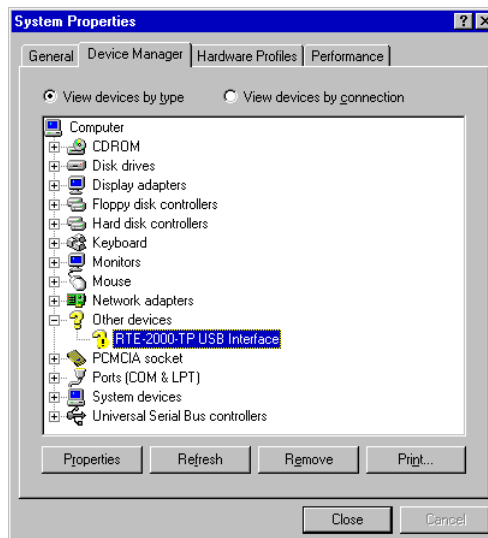 System Properties
General Device Manager Hardware Profiles Performance
View devices by type View devices by connection
Computer
CDROM
Disk drives
Display adapters
Floppy disk controllers
Hard disk controllers
Keyboard
Monitors
Mouse
Network adapters
Other devices
RTE-2000-TP USB Interface
PCMCIA socket
Ports (COM & LPT)
System devices
Universal Serial Bus controllers
Properties Refresh Remove Print...
Close Cancel